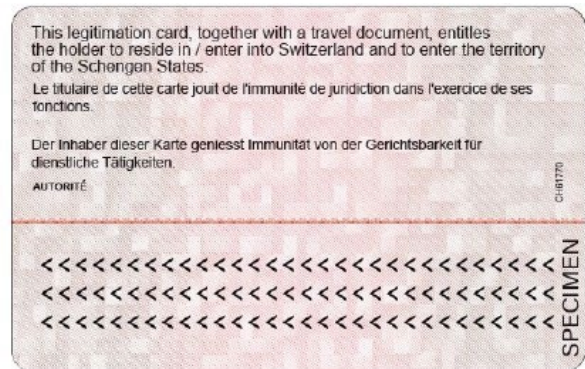 This legitimation card, together with a travel document, entitles
the holder to reside in / enter into Switzerland and to enter the territory
of the Schengen States.
Le titulaire de cette carte jouit de l'immunité de juridiction dans l'exercice de ses
fonctions.
Der Inhaber dieser Karte geniesst Immunität von der Gerichtsbarkeit für
dienstliche Tätigkeiten.
AUTORITÉ
CH61770
<<<<<<<<<<<<<<<<<<<<<<<<<<<<<<
<<<<<<<<<<<<<<<<<<<<<<<<<<<<<<
<<<<<<<<<<<<<<<<<<<<<<<<<<<<<<
SPECIMEN